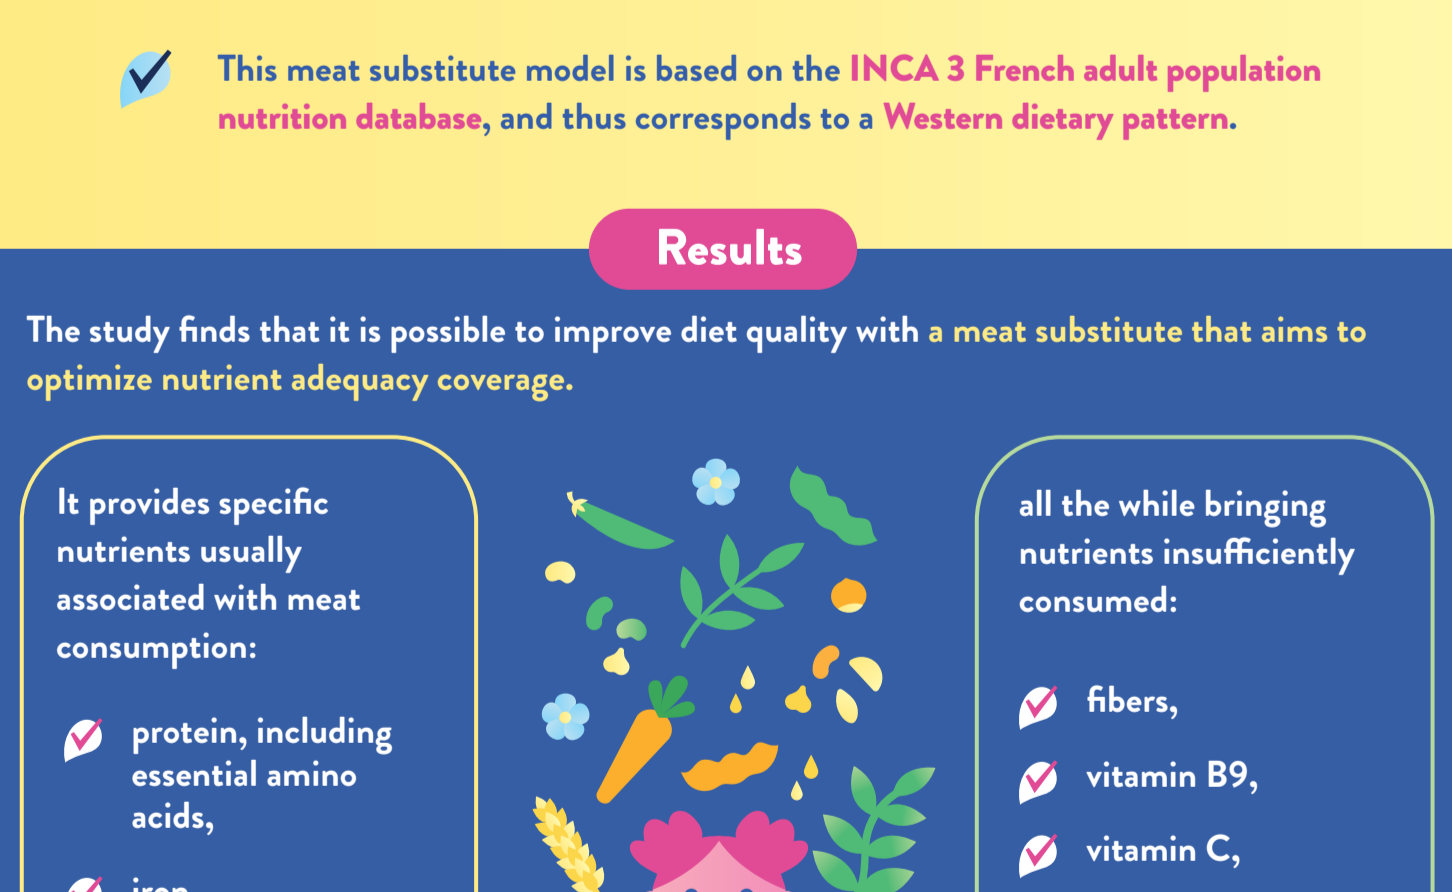 This meat substitute model is based on the INCA 3 French adult population
nutrition database, and thus corresponds to a Western dietary pattern.
Results
The study finds that it is possible to improve diet quality with a meat substitute that aims to
optimize nutrient adequacy coverage.
It provides specific
nutrients usually
associated with meat
consumption:
protein, including
essential amino
acids,
iron
all the while bringing
nutrients insufficiently
consumed:
fibers,
vitamin B9,
vitamin C,